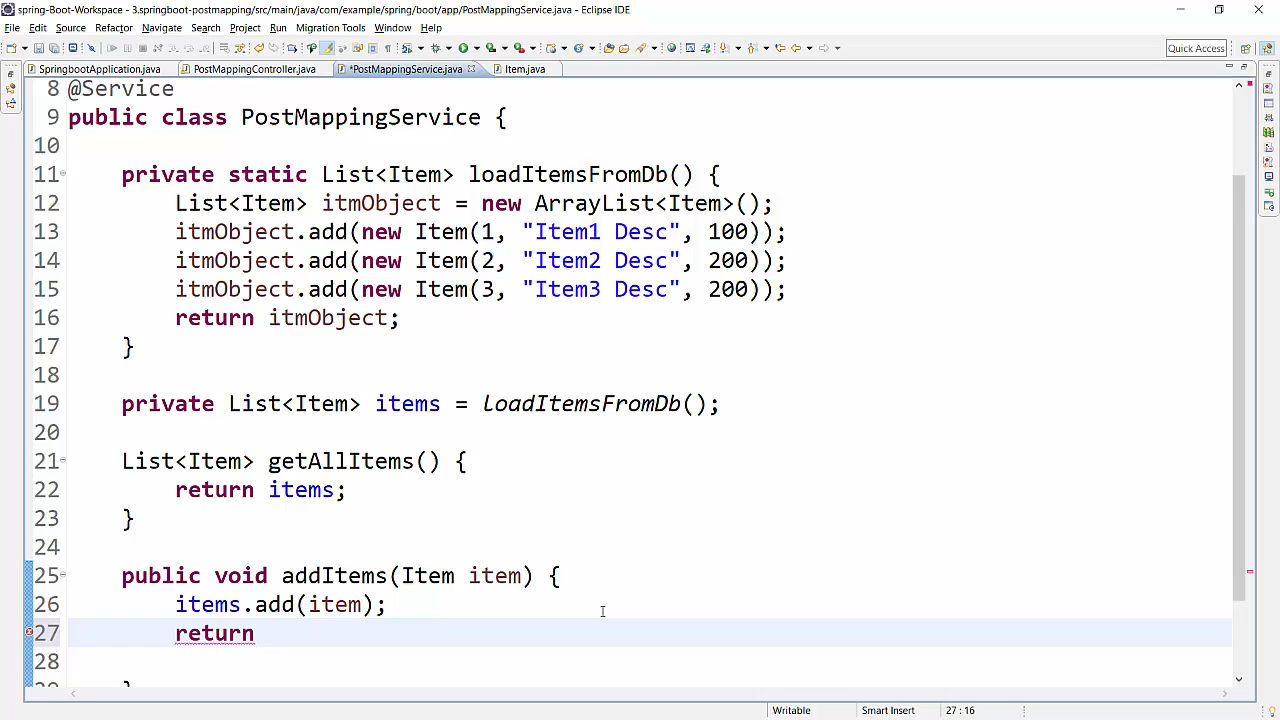 spring-Boot-Workspace - 3.springboot-postmapping/src/main/java/com/example/spring/boot/app/PostMappingService.java - Eclipse IDE
File Edit Source Refactor Navigate Search Project Run Migration Tools Window Help
Quick Access
SpringbootApplication.java PostMappingController.java *PostMappingService.java Item.java
8 @Service
9 public class PostMappingService {
10
11 private static List<Item> loadItemsFromDb() {
12 List<Item> itmObject = new ArrayList<Item>();
13 itmObject.add(new Item(1, "Item1 Desc", 100));
14 itmObject.add(new Item(2, "Item2 Desc", 200));
15 itmObject.add(new Item(3, "Item3 Desc", 200));
16 return itmObject;
17 }
18
19 private List<Item> items = loadItemsFromDb();
20
21 List<Item> getAllItems() {
22 return items;
23 }
24
25 public void addItems(Item item) {
26 items.add(item);
27 return
28
Writable Smart Insert 27 : 16